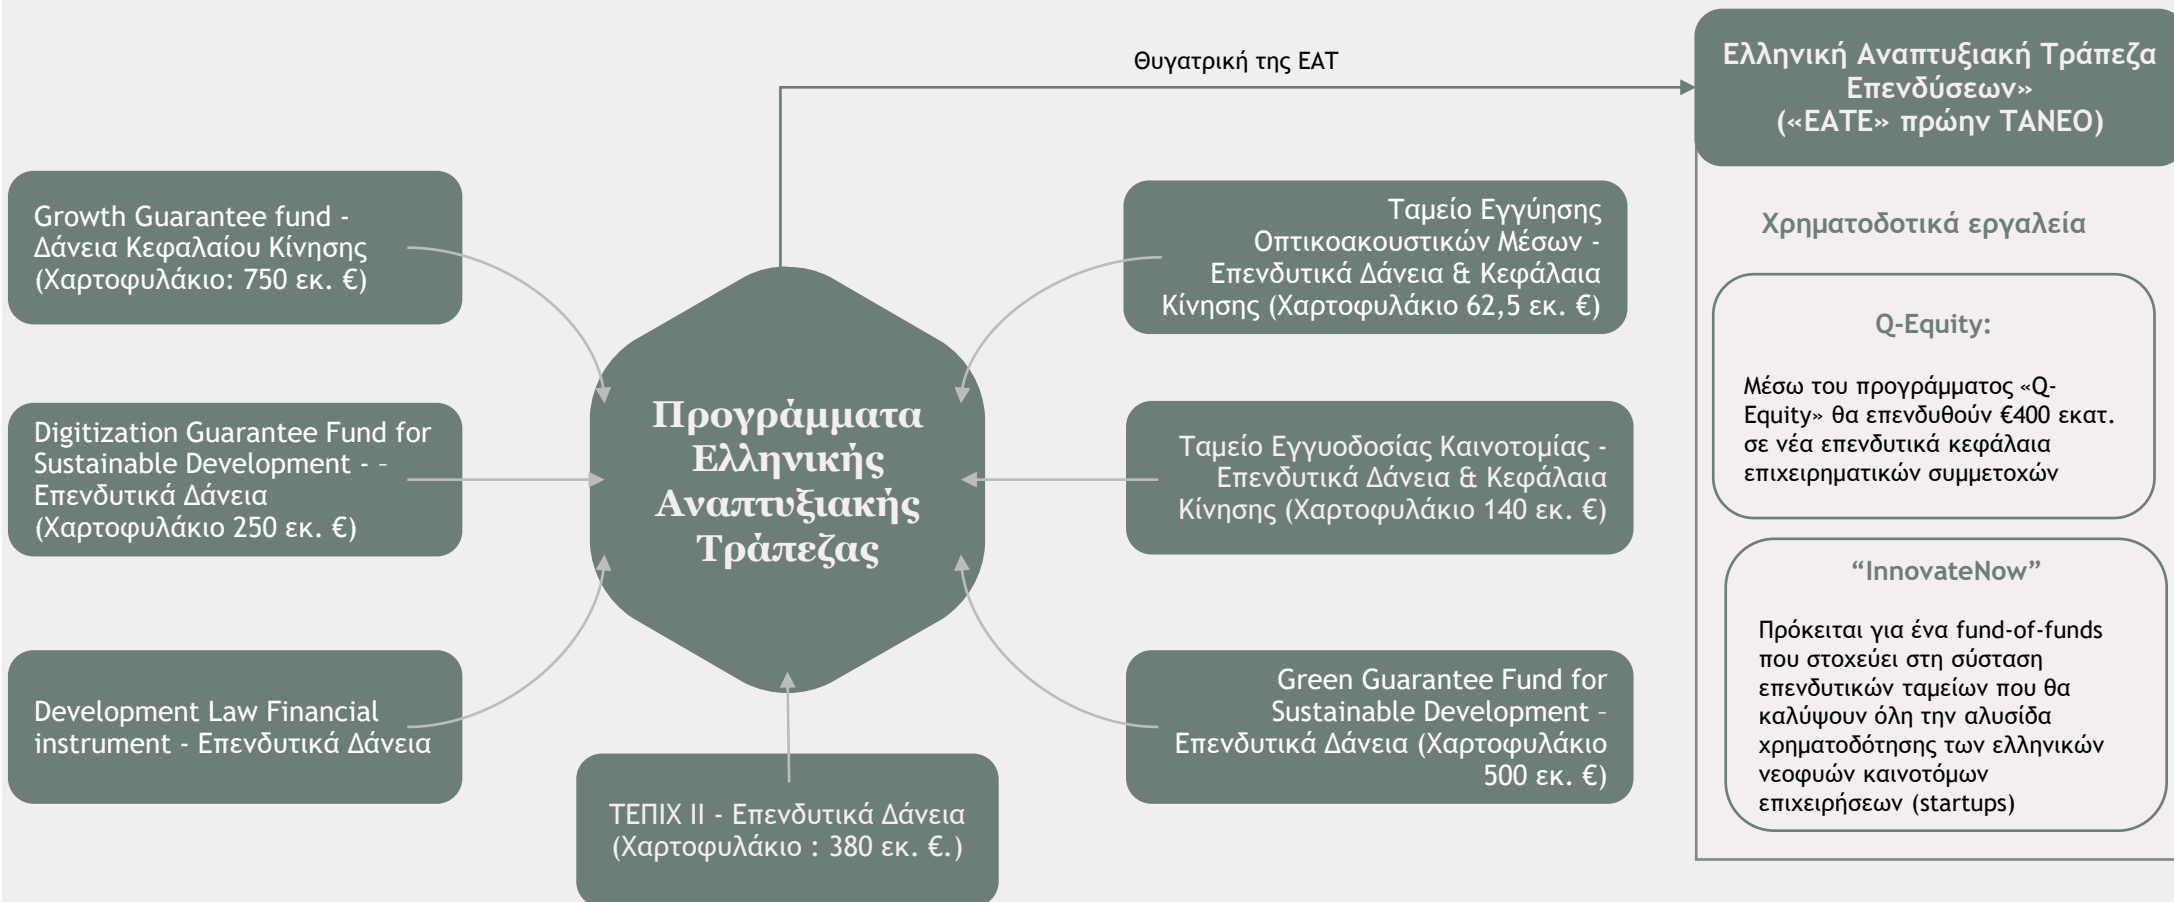 Θυγατρική της ΕΑΤ
Ελληνική Αναπτυξιακή Τράπεζα
Επενδύσεων»
(«ΕΑΤΕ» πρώην ΤΑΝΕΟ)
Growth Guarantee fund -
Δάνεια Κεφαλαίου Κίνησης
(Χαρτοφυλάκιο: 750 εκ. €)
Digitization Guarantee Fund for
Sustainable Development - –
Επενδυτικά Δάνεια
(Χαρτοφυλάκιο 250 εκ. €)
Development Law Financial
instrument - Επενδυτικά Δάνεια
Προγράμματα
Ελληνικής
Αναπτυξιακής
Τράπεζας
ΤΕΠΙΧ ΙΙ - Επενδυτικά Δάνεια
(Χαρτοφυλάκιο : 380 εκ. €.)
Ταμείο Εγγύησης
Οπτικοακουστικών Μέσων -
Επενδυτικά Δάνεια & Κεφάλαια
Κίνησης (Χαρτοφυλάκιο 62,5 εκ. €)
Ταμείο Εγγυοδοσίας Καινοτομίας -
Επενδυτικά Δάνεια & Κεφάλαια
Κίνησης (Χαρτοφυλάκιο 140 εκ. €)
Green Guarantee Fund for
Sustainable Development –
Επενδυτικά Δάνεια (Χαρτοφυλάκιο
500 εκ. €)
Χρηματοδοτικά εργαλεία
Q-Equity:
Μέσω του προγράμματος «Q-
Equity» θα επενδυθούν €400 εκατ.
σε νέα επενδυτικά κεφάλαια
επιχειρηματικών συμμετοχών
“InnovateNow”
Πρόκειται για ένα fund-of-funds
που στοχεύει στη σύσταση
επενδυτικών ταμείων που θα
καλύψουν όλη την αλυσίδα
χρηματοδότησης των ελληνικών
νεοφυών καινοτόμων
επιχειρήσεων (startups)